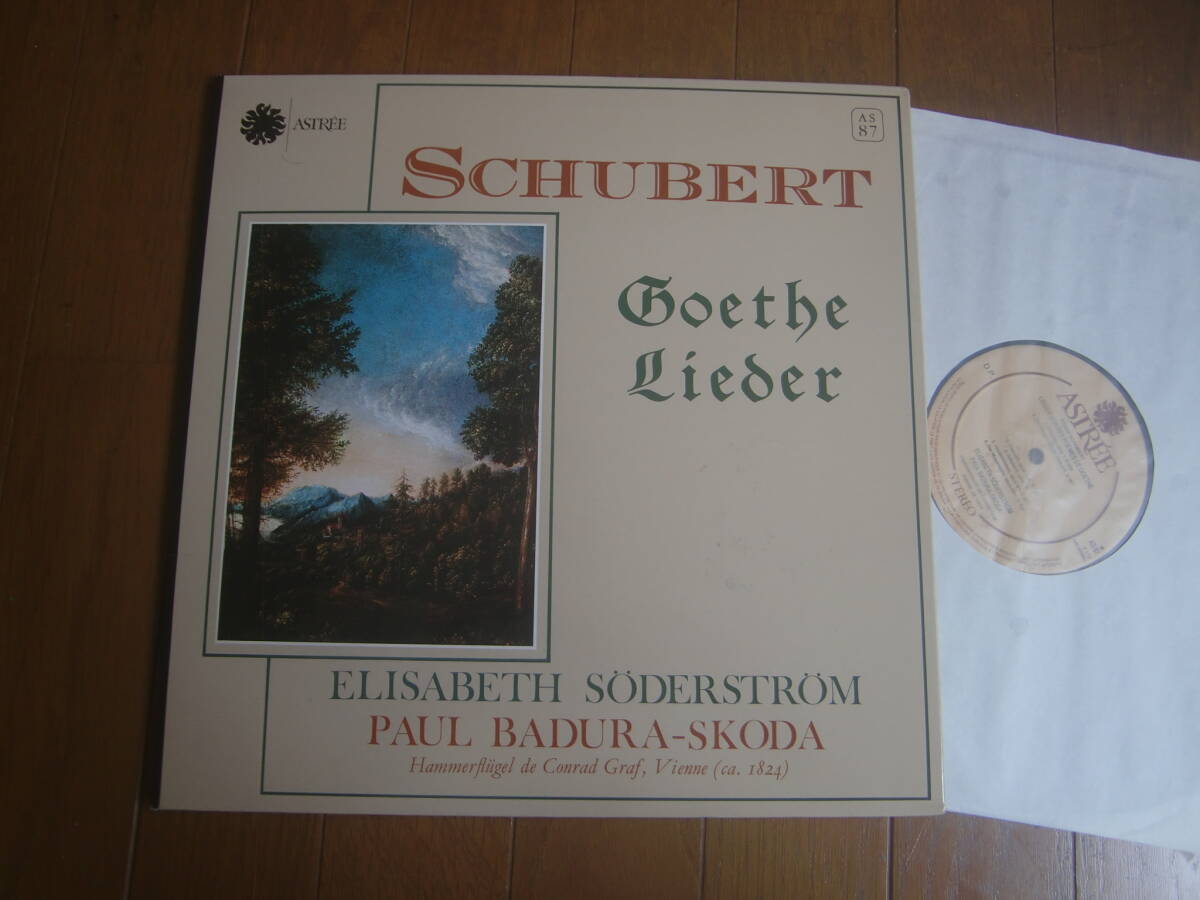 ASTRÉE
AS
87
SCHUBERT
Goethe
Lieder
ELISABETH SÖDERSTRÖM
PAUL BADURA-SKODA
Hammerflügel de Conrad Graf, Vienne (ca. 1824)
ASTRÉE
STEREO